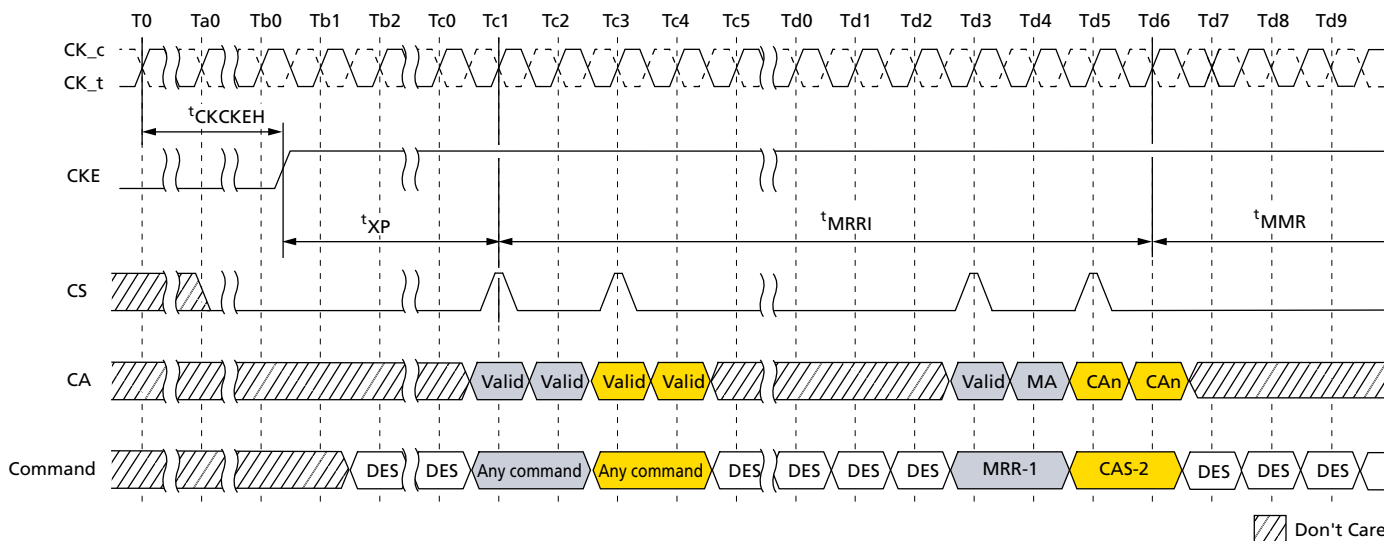 T0 Ta0 Tb0 Tb1 Tb2 Tc0 Tc1 Tc2 Tc3 Tc4 Tc5 Td0 Td1 Td2 Td3 Td4 Td5 Td6 Td7 Td8 Td9
CK_c
CK_t
tCKCKEH
CKE
tXP tMRRI tMMR
CS
CA Valid Valid Valid Valid Valid MA CAn CAn
Command DES DES Any command Any command DES DES DES DES MRR-1 CAS-2 DES DES DES
Don't Care